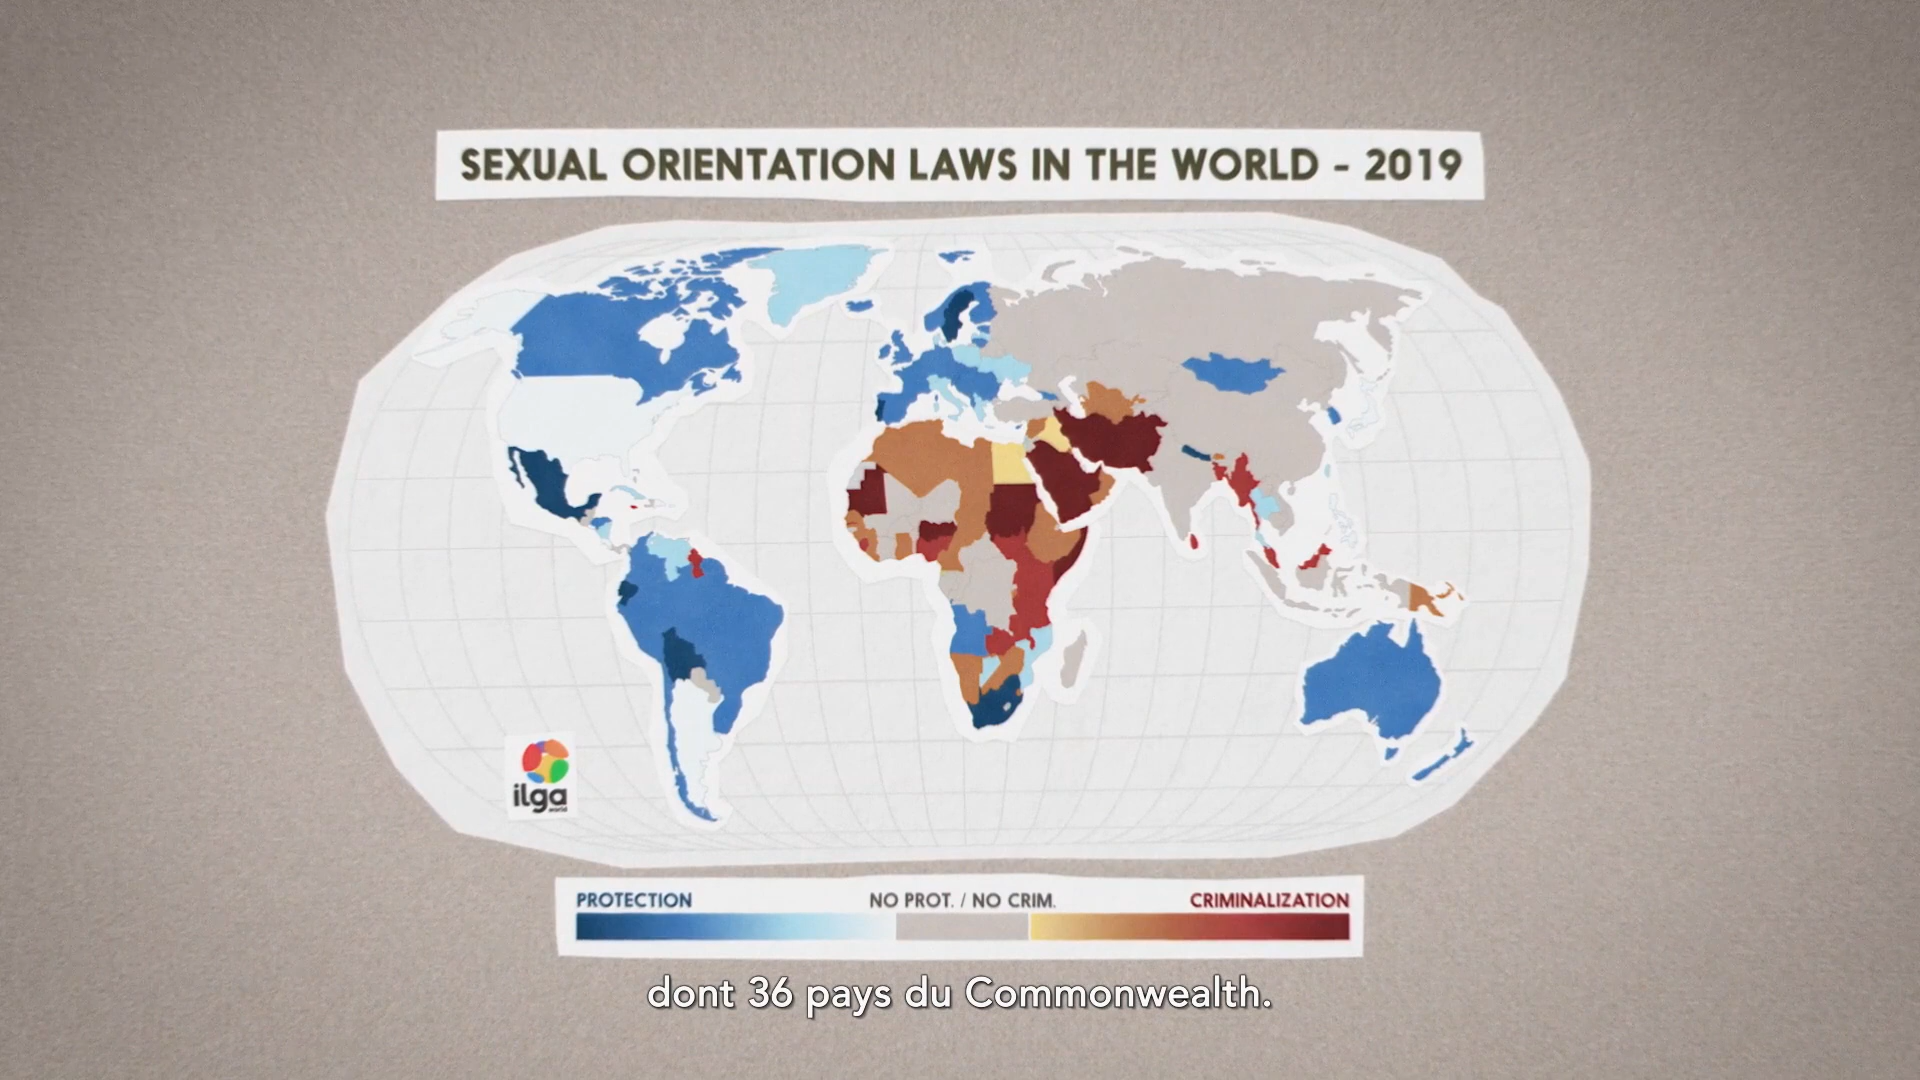 SEXUAL ORIENTATION LAWS IN THE WORLD - 2019
ilga
world
PROTECTION
NO PROT. / NO CRIM.
CRIMINALIZATION
dont 36 pays du Commonwealth.